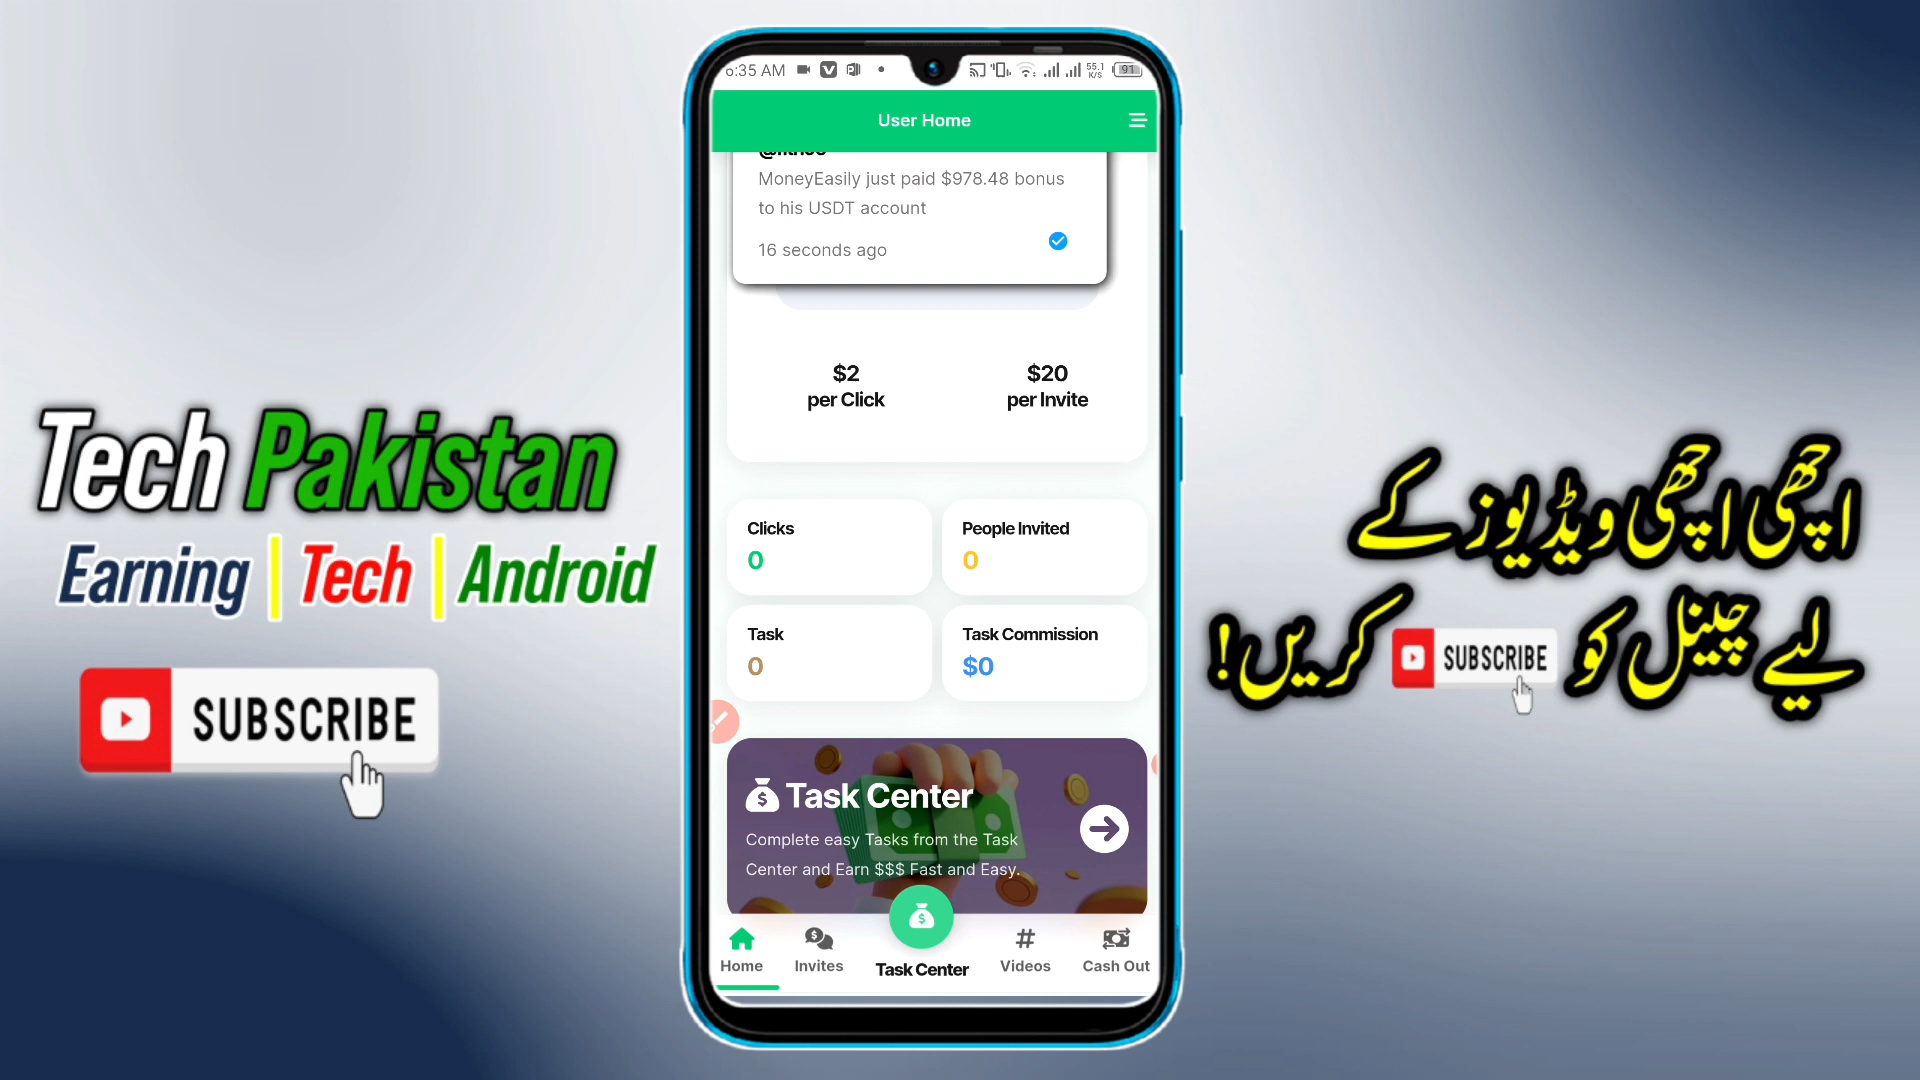 Tech Pakistan
Earning | Tech | Android
SUBSCRIBE
6:35 AM
55.1
K/S
91
User Home
MoneyEasily just paid $978.48 bonus
to his USDT account
16 seconds ago
$2
per Click
$20
per Invite
Clicks
0
People Invited
0
Task
0
Task Commission
$0
Task Center
Complete easy Tasks from the Task
Center and Earn $$$ Fast and Easy.
Home
Invites
Task Center
Videos
Cash Out
اچھی اچھی ویڈیوز کے
لیے چینل کو SUBSCRIBE کریں!